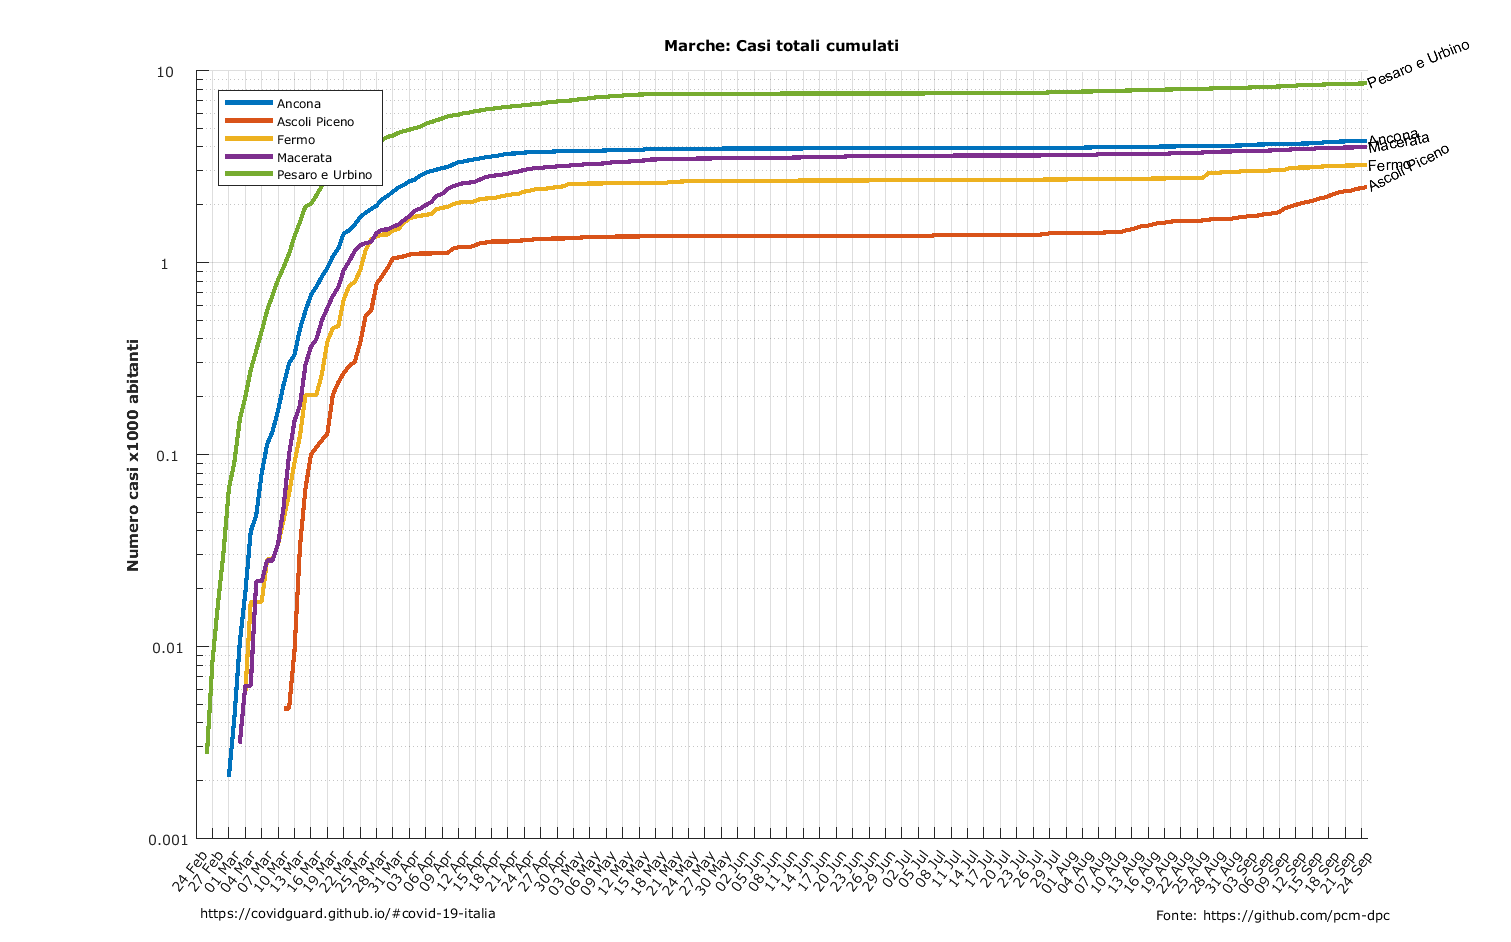 Marche: Casi totali cumulati
Numero casi x1000 abitanti
10
1
0.1
0.01
0.001
Ancona
Ascoli Piceno
Fermo
Macerata
Pesaro e Urbino
Pesaro e Urbino
Ancona
Macerata
Fermo
Ascoli Piceno
24 Feb
27 Feb
01 Mar
04 Mar
07 Mar
10 Mar
13 Mar
16 Mar
19 Mar
22 Mar
25 Mar
28 Mar
31 Mar
03 Apr
06 Apr
09 Apr
12 Apr
15 Apr
18 Apr
21 Apr
24 Apr
27 Apr
30 Apr
03 May
06 May
09 May
12 May
15 May
18 May
21 May
24 May
27 May
30 May
02 Jun
05 Jun
08 Jun
11 Jun
14 Jun
17 Jun
20 Jun
23 Jun
26 Jun
29 Jun
02 Jul
05 Jul
08 Jul
11 Jul
14 Jul
17 Jul
20 Jul
23 Jul
26 Jul
29 Jul
01 Aug
04 Aug
07 Aug
10 Aug
13 Aug
16 Aug
19 Aug
22 Aug
25 Aug
28 Aug
31 Aug
03 Sep
06 Sep
09 Sep
12 Sep
15 Sep
18 Sep
21 Sep
24 Sep
https://covidguard.github.io/#covid-19-italia
Fonte: https://github.com/pcm-dpc